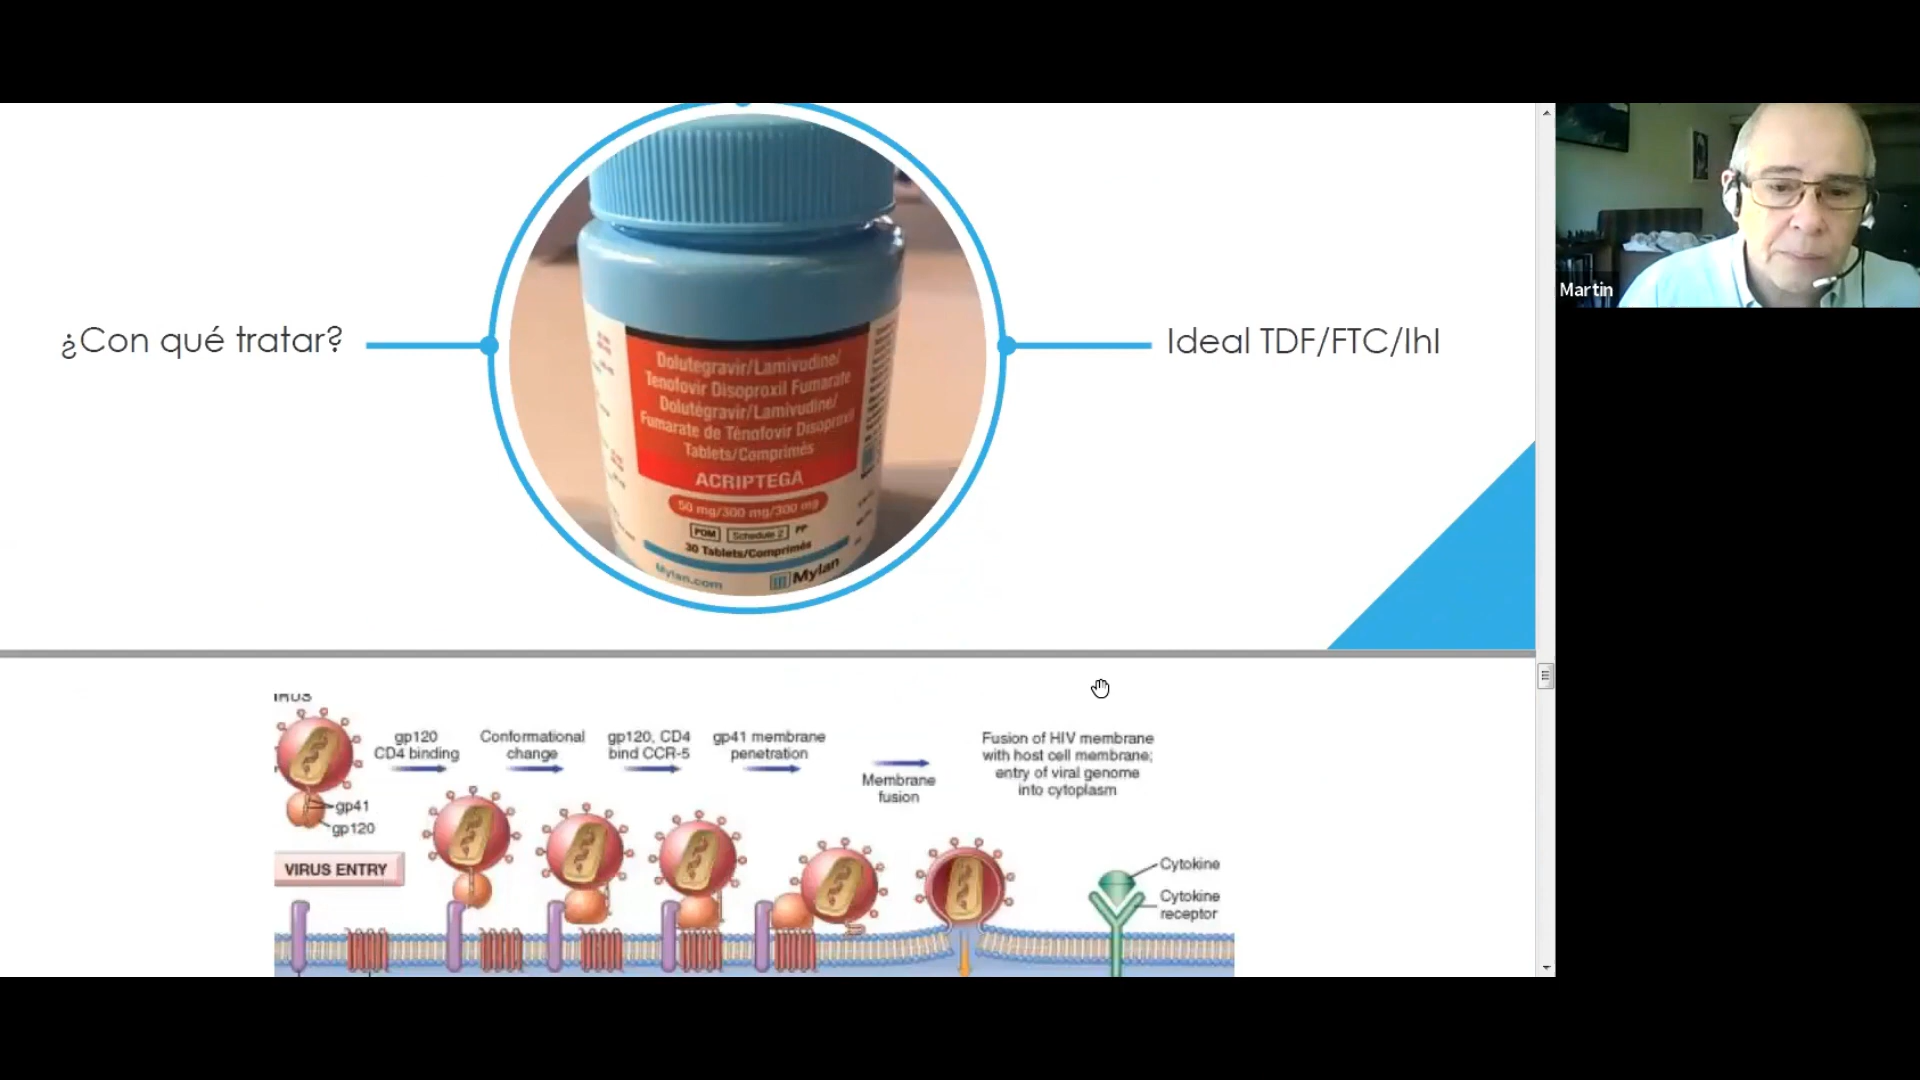 ¿Con qué tratar?
Dolutegravir/Lamivudine/
Tenofovir Disoproxil Fumarate
Dolutégravir/Lamivudine/
Fumarate de Ténofovir Disoproxil
Tablets/Comprimés
ACRIPTEGA
50 mg/300 mg/300 mg
POM Schedule 2 PP
30 Tablets/Comprimés
Mylan.com
Mylan
Ideal TDF/FTC/IhI
Martin
gp120
CD4 binding
Conformational
change
gp120, CD4
bind CCR-5
gp41 membrane
penetration
Membrane
fusion
Fusion of HIV membrane
with host cell membrane;
entry of viral genome
into cytoplasm
gp41
gp120
VIRUS ENTRY
Cytokine
Cytokine
receptor